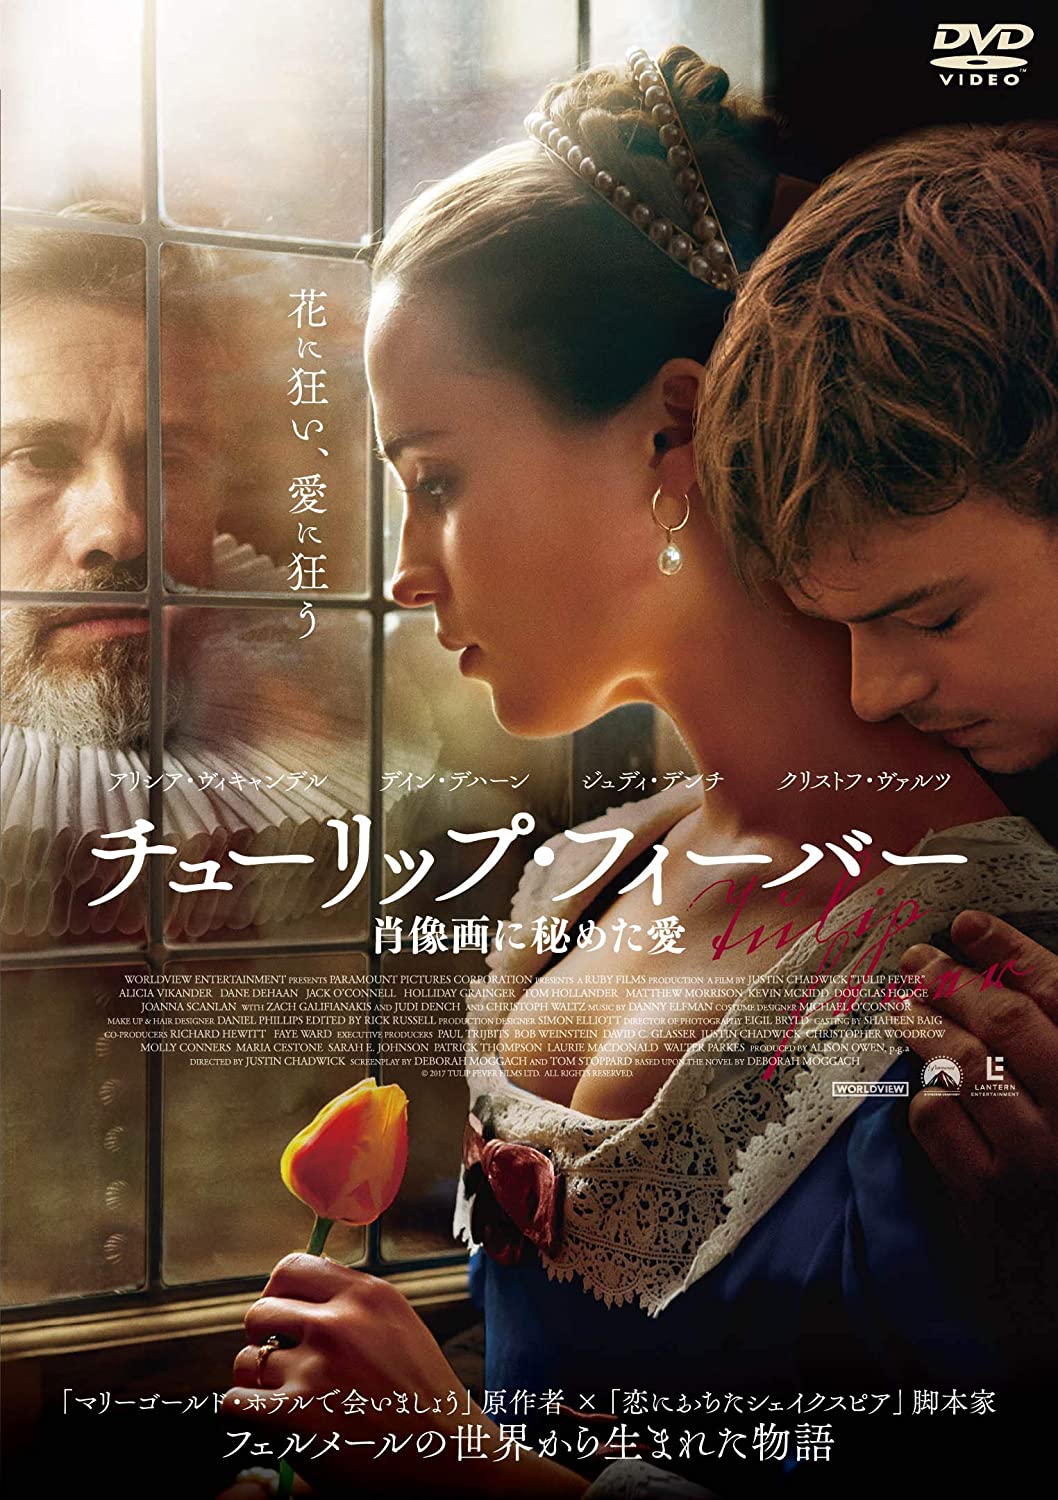 DVD
VIDEO™
花に狂い、愛に狂う
アリシア・ヴィキャンデル デイン・デハーン ジュディ・デンチ クリストフ・ヴァルツ
チューリップ・フィーバー
肖像画に秘めた愛
Tulip Fever
WORLDVIEW ENTERTAINMENT PRESENTS PARAMOUNT PICTURES CORPORATION PRESENTS A RUBY FILMS PRODUCTION A FILM BY JUSTIN CHADWICK "TULIP FEVER"
ALICIA VIKANDER DANE DEHAAN JACK O'CONNELL HOLLIDAY GRAINGER TOM HOLLANDER MATTHEW MORRISON KEVIN MCKIDD DOUGLAS HODGE
JOANNA SCANLAN WITH ZACH GALIFIANAKIS AND JUDI DENCH AND CHRISTOPH WALTZ MUSIC BY DANNY ELFMAN COSTUME DESIGNER MICHAEL O'CONNOR
MAKE UP & HAIR DESIGNER DANIEL PHILLIPS EDITED BY RICK RUSSELL PRODUCTION DESIGNER SIMON ELLIOTT DIRECTOR OF PHOTOGRAPHY EIGIL BRYLD CASTING BY SHAHEEN BAIG
CO-PRODUCERS RICHARD HEWITT FAYE WARD EXECUTIVE PRODUCERS PAUL TRIJBITS BOB WEINSTEIN DAVID C. GLASSER JUSTIN CHADWICK CHRISTOPHER WOODROW
MOLLY CONNERS MARIA CESTONE SARAH E. JOHNSON PATRICK THOMPSON LAURIE MACDONALD WALTER PARKES PRODUCED BY ALISON OWEN, p.g.a
DIRECTED BY JUSTIN CHADWICK SCREENPLAY BY DEBORAH MOGGACH AND TOM STOPPARD BASED UPON THE NOVEL BY DEBORAH MOGGACH
© 2017 TULIP FEVER FILMS LTD. ALL RIGHTS RESERVED.
WORLDVIEW Paramount LANTERN
ENTERTAINMENT
「マリーゴールド・ホテルで会いましょう」原作者×「恋におちたシェイクスピア」脚本家
フェルメールの世界から生まれた物語